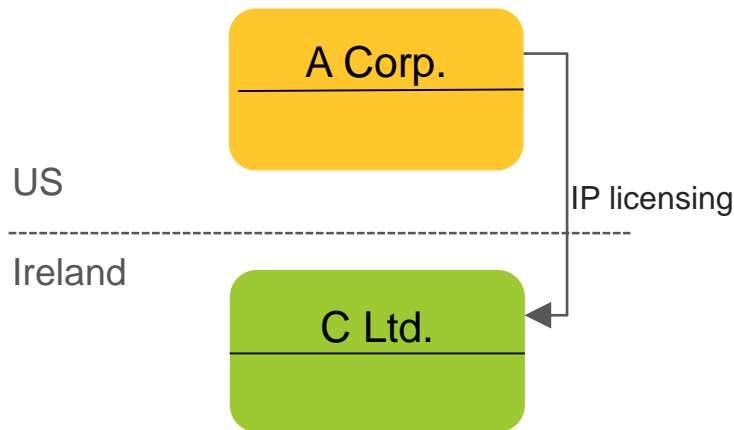 A Corp.
US
IP licensing
Ireland
C Ltd.